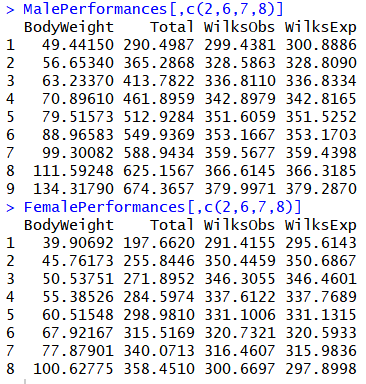 > MalePerformances[,c(2,6,7,8)]
BodyWeight Total WilksObs WilksExp
1 49.44150 290.4987 299.4381 300.8886
2 56.65340 365.2868 328.5863 328.8090
3 63.23370 413.7822 336.8110 336.8334
4 70.89610 461.8959 342.8979 342.8165
5 79.51573 512.9284 351.6059 351.5252
6 88.96583 549.9369 353.1667 353.1703
7 99.30082 588.9434 359.5677 359.4398
8 111.59248 625.1567 366.6145 366.3185
9 134.31790 674.3657 379.9971 379.2870
> FemalePerformances[,c(2,6,7,8)]
BodyWeight Total WilksObs WilksExp
1 39.90692 197.6620 291.4155 295.6143
2 45.76173 255.8446 350.4459 350.6867
3 50.53751 271.8952 346.3055 346.4601
4 55.38526 284.5974 337.6122 337.7689
5 60.51548 298.9810 331.1006 331.1315
6 67.92167 315.5169 320.7321 320.5933
7 77.87901 340.0713 316.4607 315.9836
8 100.62775 358.4510 300.6697 297.8998